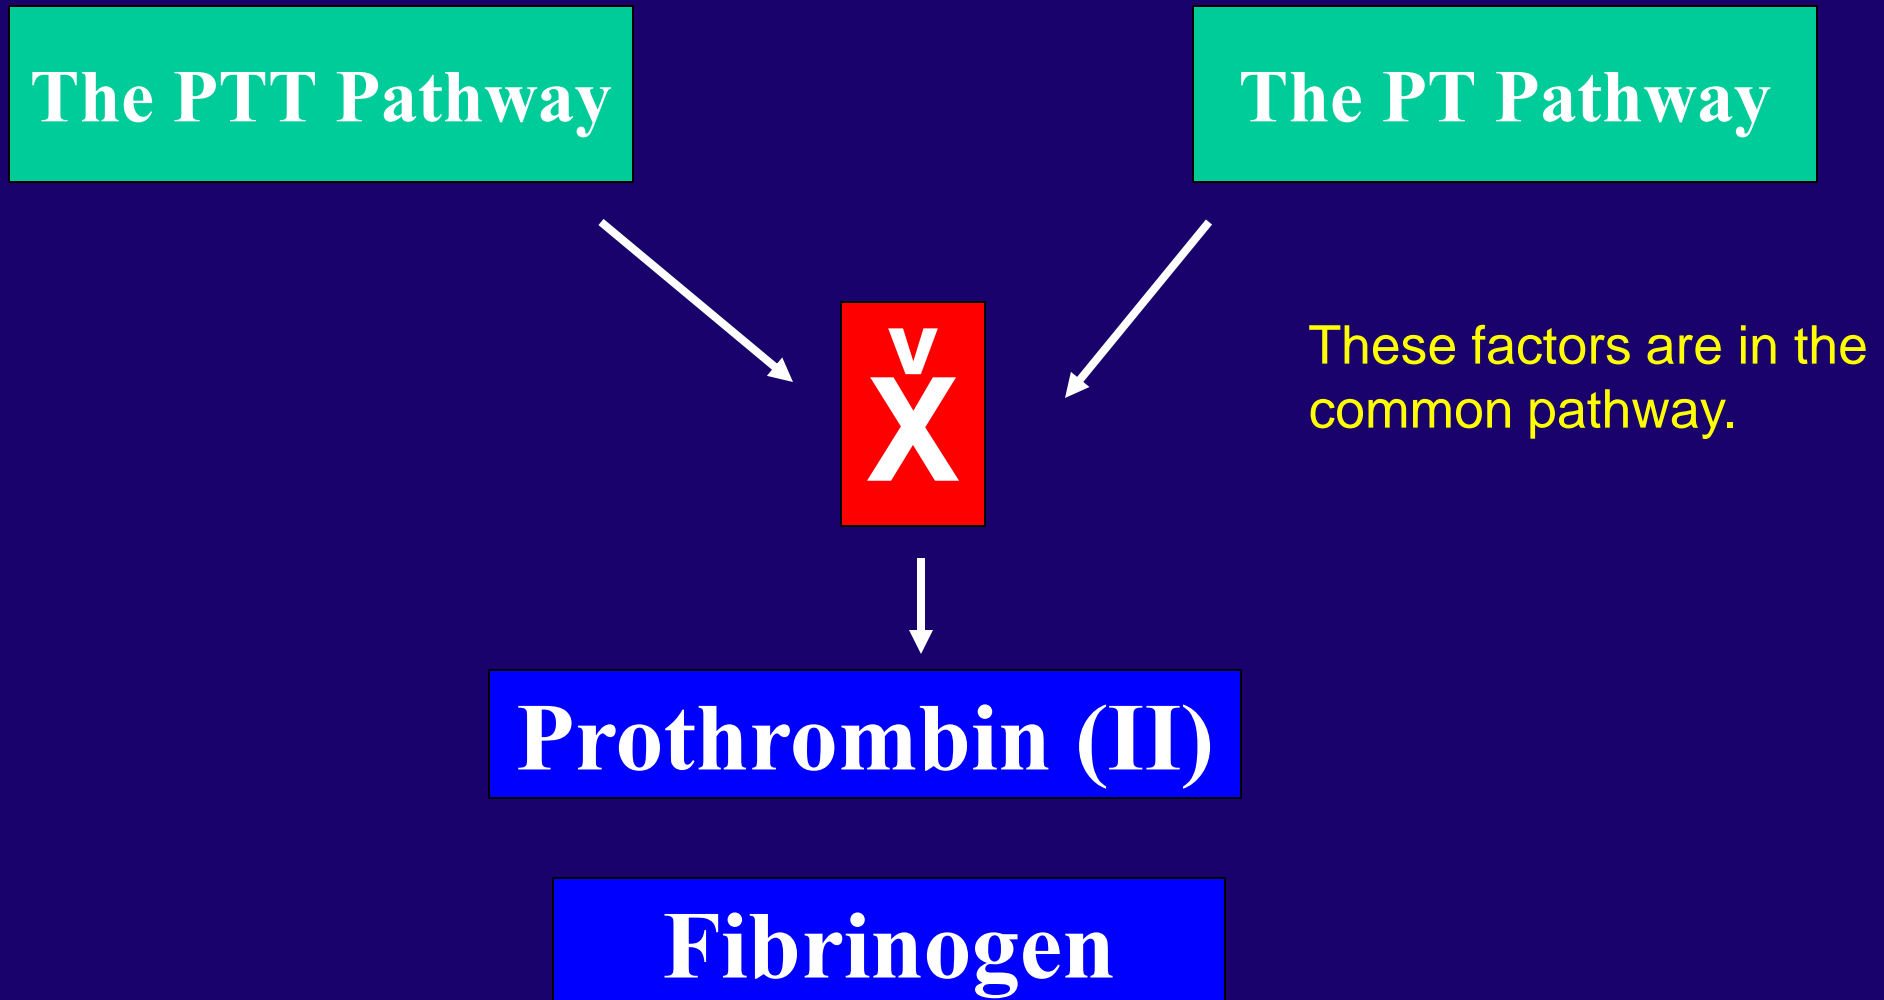 The PTT Pathway
The PT Pathway
These factors are in the
common pathway.
V
X
Prothrombin (II)
Fibrinogen